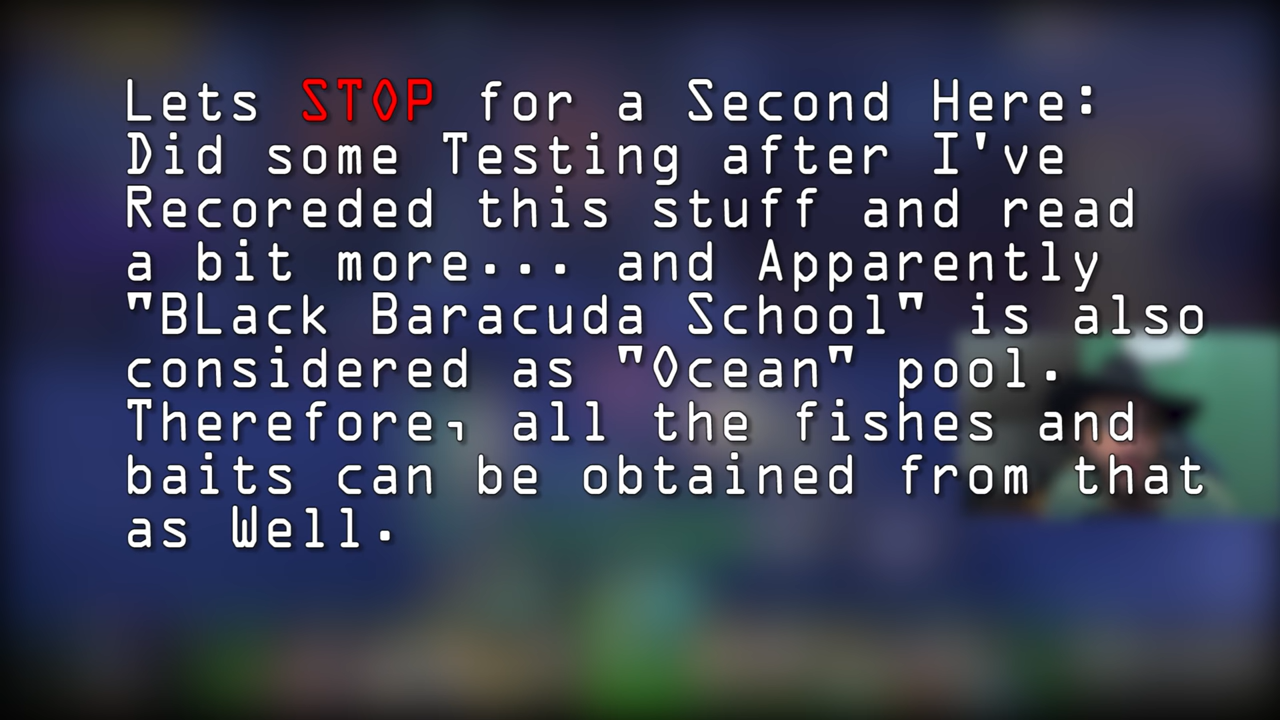 Lets STOP for a Second Here:
Did some Testing after I've
Recoreded this stuff and read
a bit more... and Apparently
"BLack Baracuda School" is also
considered as "Ocean" pool.
Therefore, all the fishes and
baits can be obtained from that
as Well.